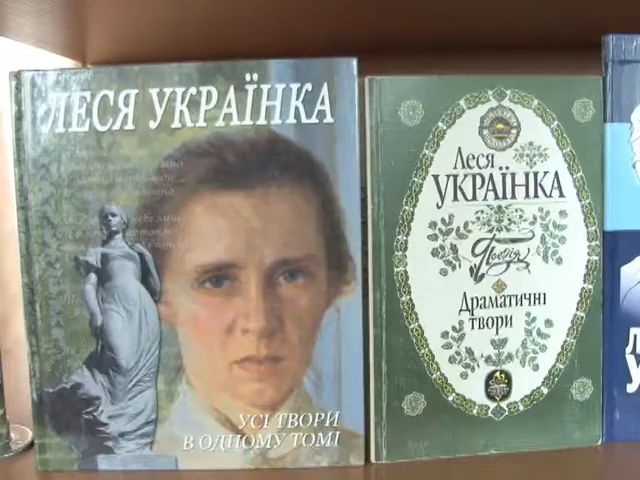 ЛЕСЯ УКРАЇНКА
УСІ ТВОРИ
В ОДНОМУ ТОМІ
Леся
УКРАЇНКА
Поезія
Драматичні
твори